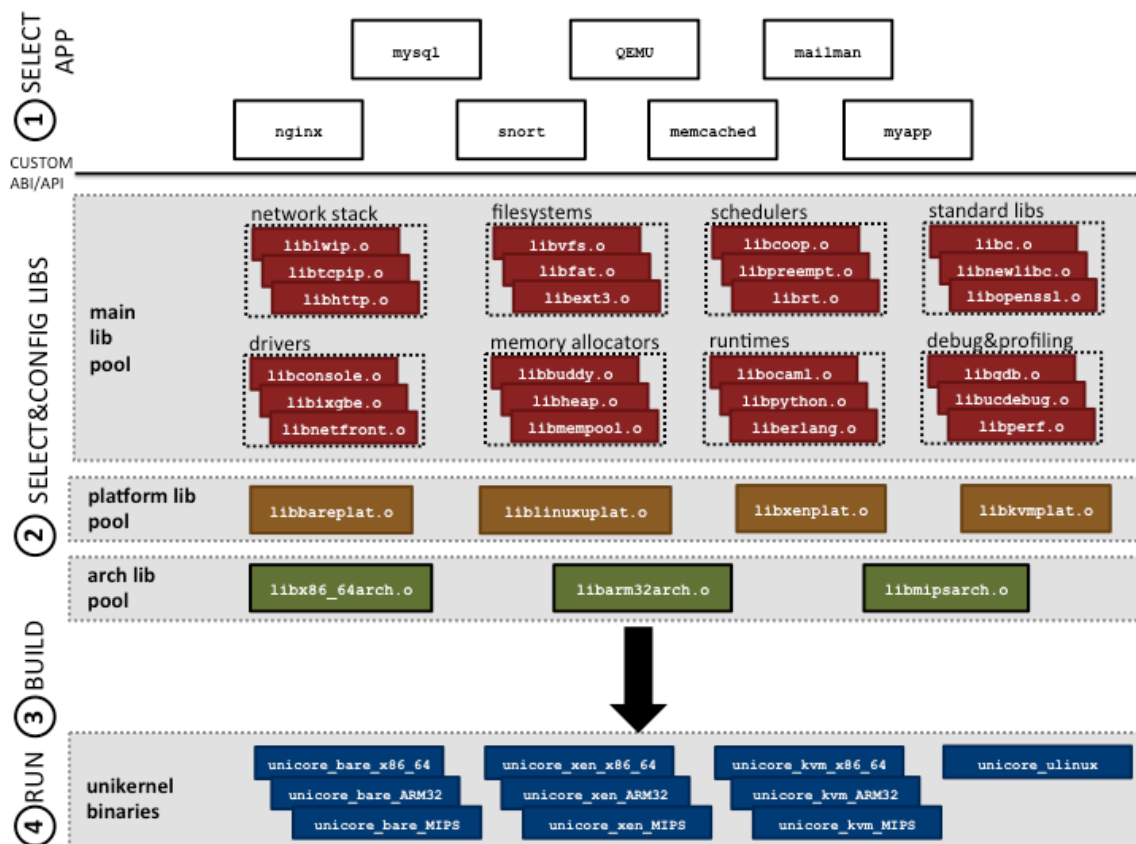 1 SELECT
APP
mysql
QEMU
mailman
nginx
snort
memcached
myapp
CUSTOM
ABI/API
2 SELECT&CONFIG LIBS
main
lib
pool
network stack
liblwip.o
libtcpip.o
libhttp.o
filesystems
libvfs.o
libfat.o
libext3.o
schedulers
libcoop.o
libpreempt.o
librt.o
standard libs
libc.o
libnewlibc.o
libopenssl.o
drivers
libconsole.o
libixgbe.o
libnetfront.o
memory allocators
libbuddy.o
libheap.o
libmempool.o
runtimes
libocaml.o
libpython.o
liberlang.o
debug&profiling
libgdb.o
libucdebug.o
libperf.o
platform lib
pool
libbareplat.o
liblinuxuplat.o
libxenplat.o
libkvmplat.o
arch lib
pool
libx86_64arch.o
libarm32arch.o
libmipsarch.o
3 BUILD
4 RUN
unikernel
binaries
unicore_bare_x86_64
unicore_bare_ARM32
unicore_bare_MIPS
unicore_xen_x86_64
unicore_xen_ARM32
unicore_xen_MIPS
unicore_kvm_x86_64
unicore_kvm_ARM32
unicore_kvm_MIPS
unicore_ulinux